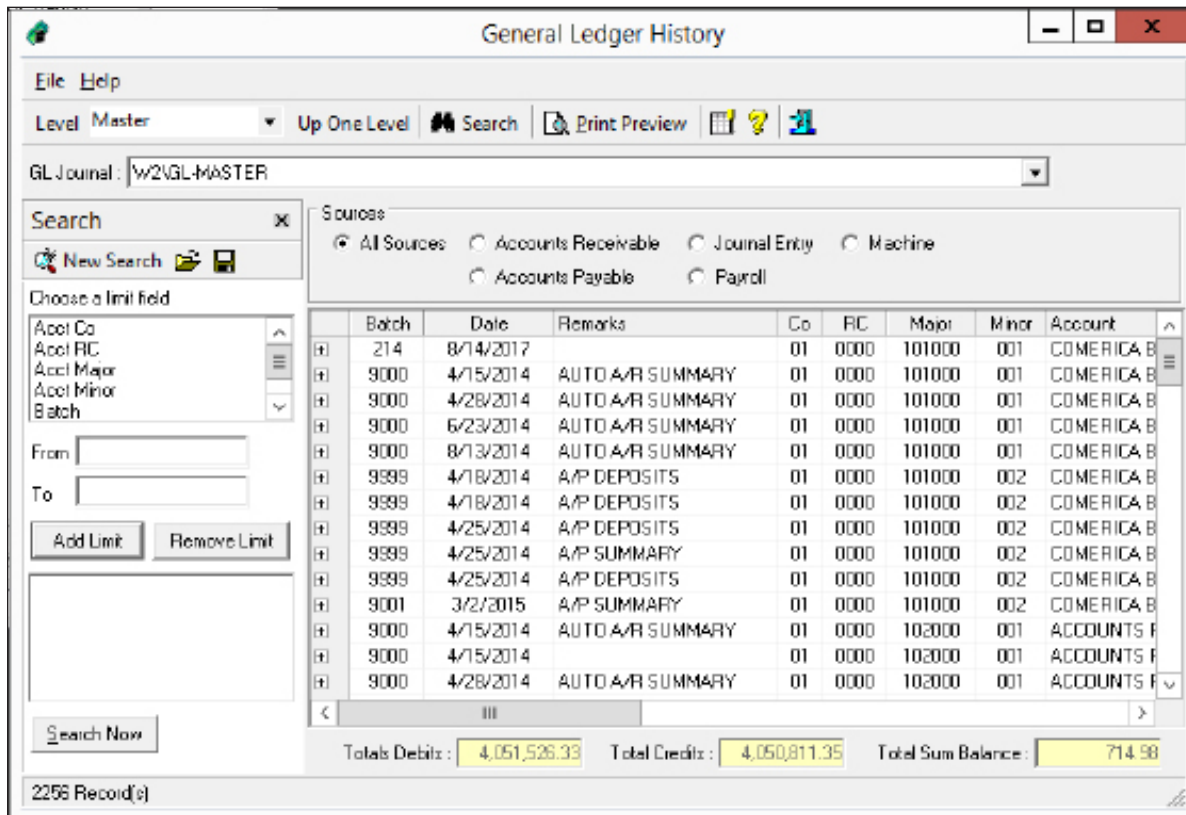 General Ledger History
File Help
Level Master Up One Level Search Print Preview
GL Journal : \W2\GL-MASTER
Search
New Search
Choose a limit field
Acct Co
Acct RC
Acct Major
Acct Minor
Batch
From
To
Add Limit Remove Limit
Search Now
Sources
All Sources Accounts Receivable Journal Entry Machine
Accounts Payable Payroll
Batch Date Remarks Co RC Major Minor Account
214 8/14/2017 01 0000 101000 001 COMERICA B
9000 4/15/2014 AUTO A/R SUMMARY 01 0000 101000 001 COMERICA B
9000 4/28/2014 AUTO A/R SUMMARY 01 0000 101000 001 COMERICA B
9000 6/23/2014 AUTO A/R SUMMARY 01 0000 101000 001 COMERICA B
9000 8/13/2014 AUTO A/R SUMMARY 01 0000 101000 001 COMERICA B
9999 4/18/2014 A/P DEPOSITS 01 0000 101000 002 COMERICA B
9999 4/18/2014 A/P DEPOSITS 01 0000 101000 002 COMERICA B
9999 4/25/2014 A/P DEPOSITS 01 0000 101000 002 COMERICA B
9999 4/25/2014 A/P SUMMARY 01 0000 101000 002 COMERICA B
9999 4/25/2014 A/P DEPOSITS 01 0000 101000 002 COMERICA B
9001 3/2/2015 A/P SUMMARY 01 0000 101000 002 COMERICA B
9000 4/15/2014 AUTO A/R SUMMARY 01 0000 102000 001 ACCOUNTS R
9000 4/15/2014 01 0000 102000 001 ACCOUNTS R
9000 4/28/2014 AUTO A/R SUMMARY 01 0000 102000 001 ACCOUNTS R
Totals Debits : 4,051,526.33 Total Credits : 4,050,811.35 Total Sum Balance : 714.98
2256 Record(s)